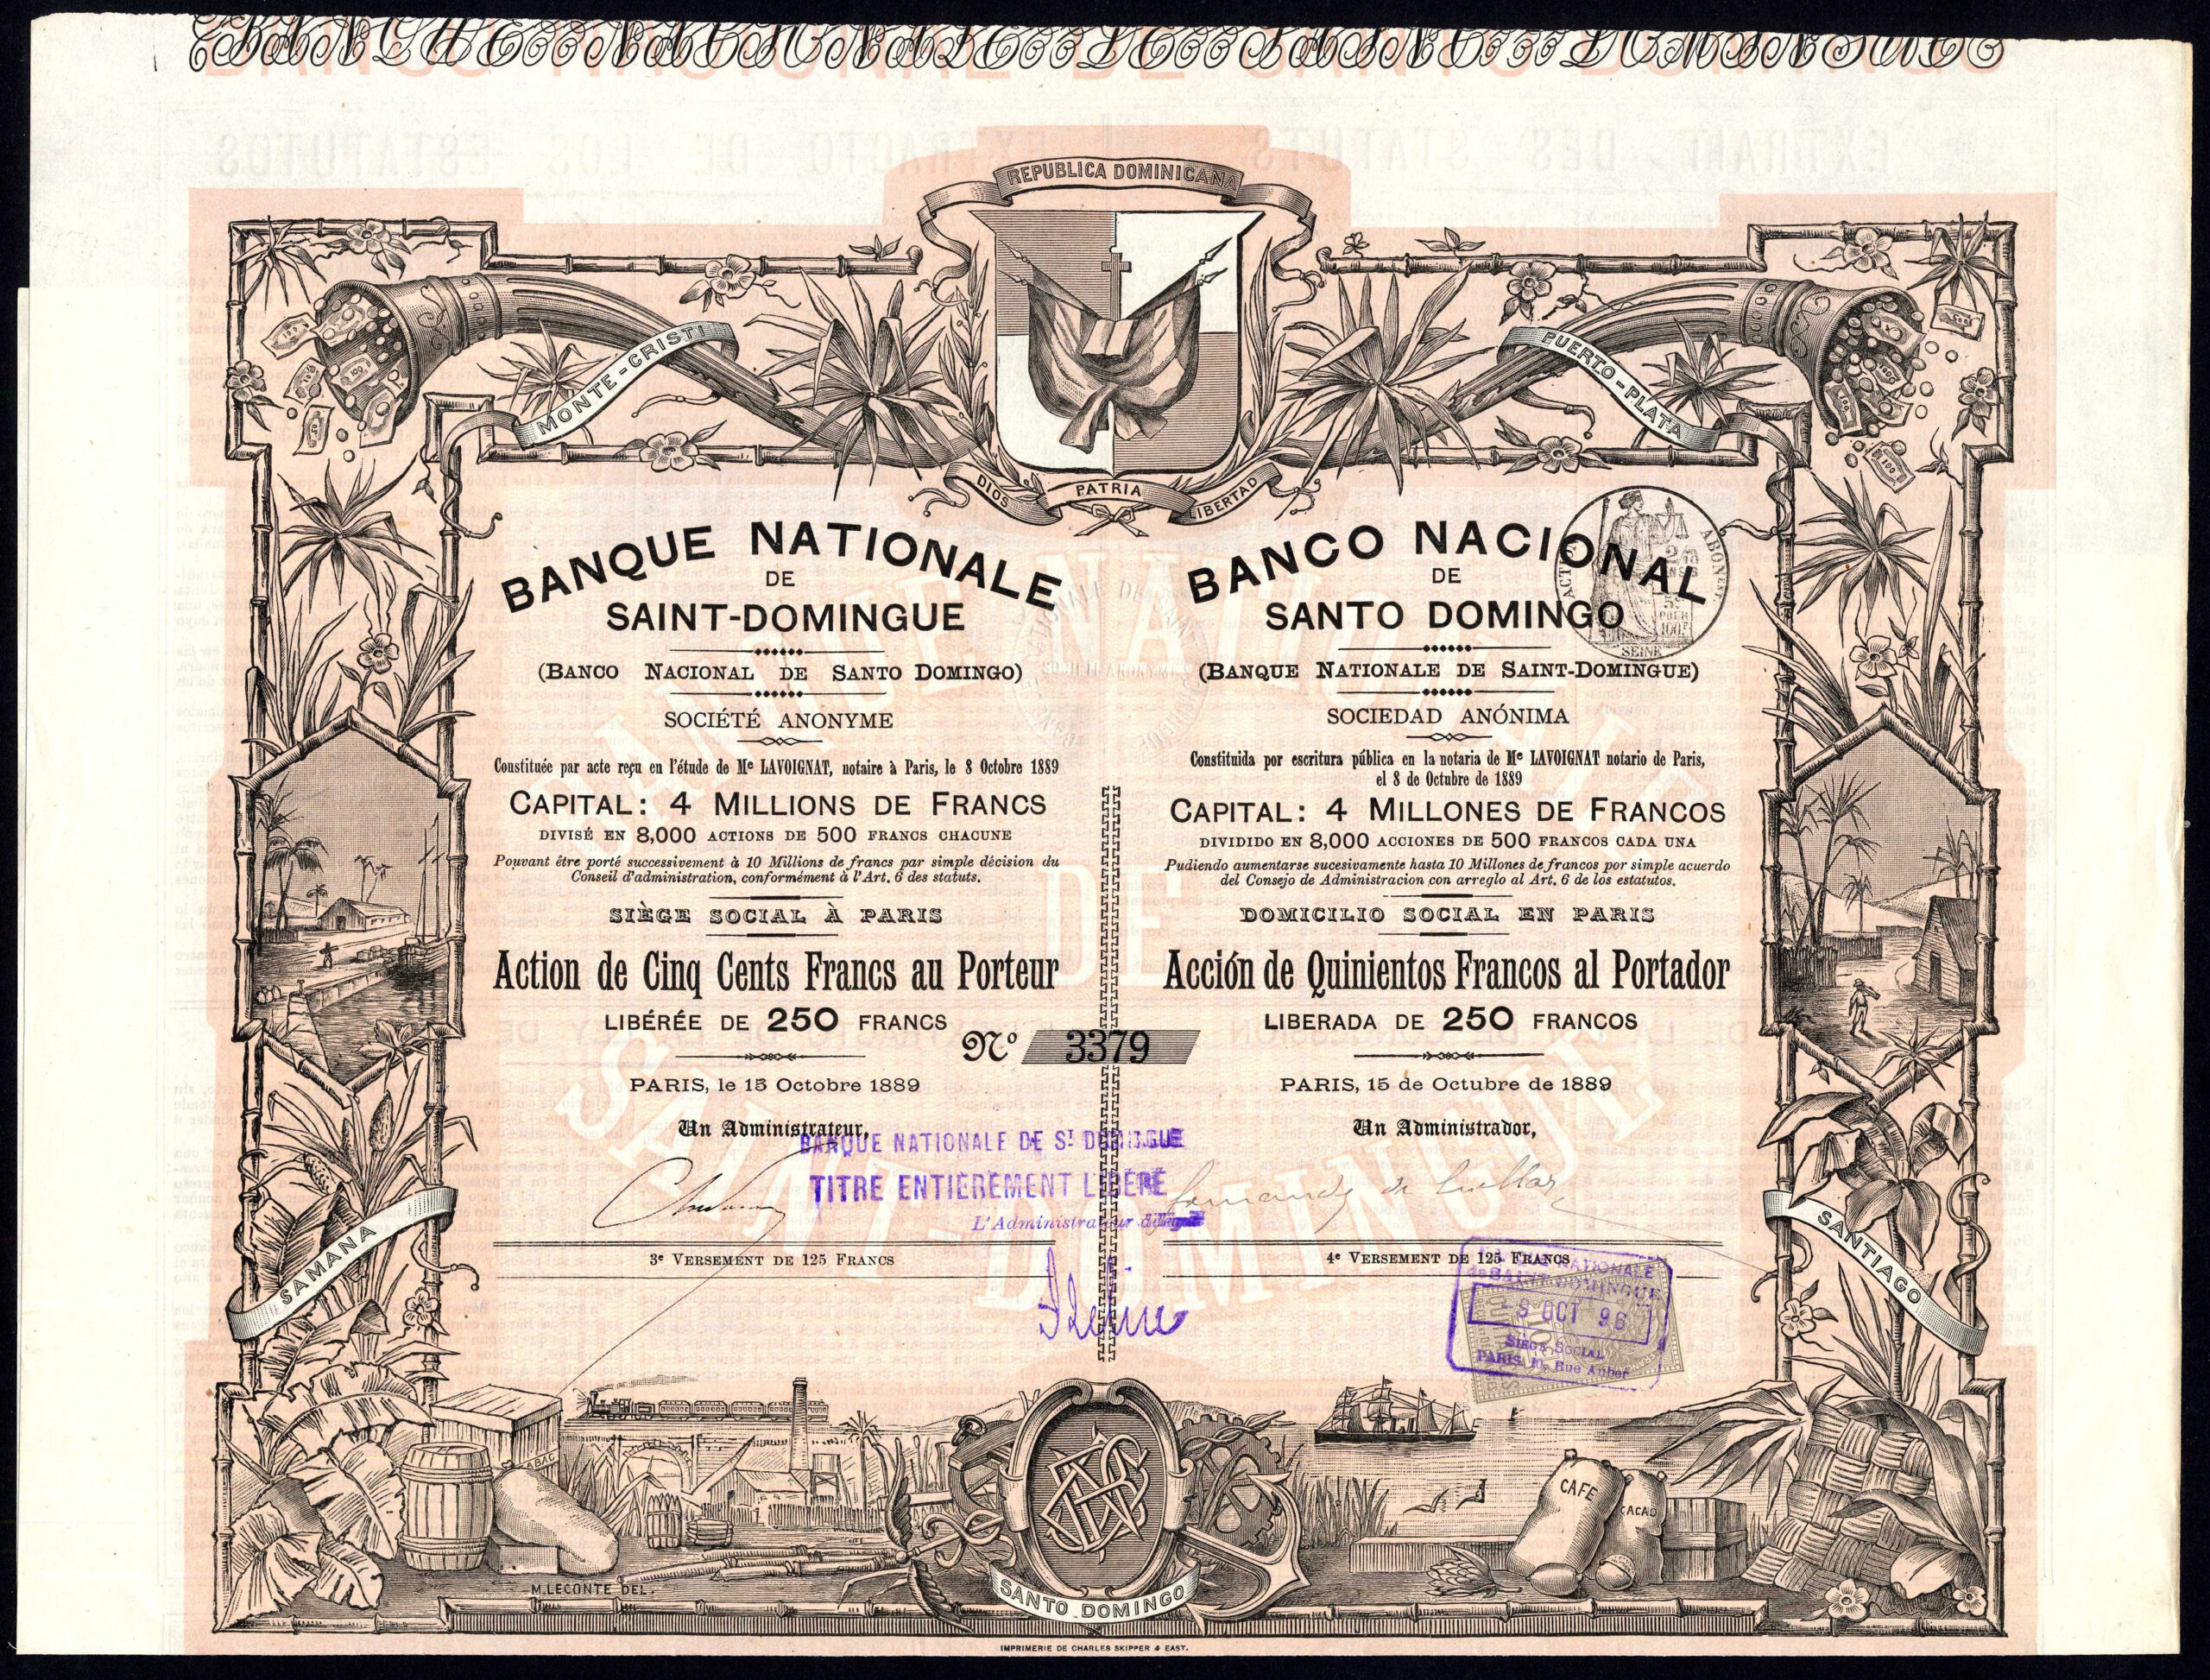 REPUBLICA DOMINICANA
MONTE-CRISTI
PUERTO-PLATA
DIOS PATRIA LIBERTAD
BANQUE NATIONALE
DE
SAINT-DOMINGUE
(BANCO NACIONAL DE SANTO DOMINGO)
SOCIÉTÉ ANONYME
Constituée par acte reçu en l'étude de Me LAVOIGNAT, notaire à Paris, le 8 Octobre 1889
CAPITAL: 4 MILLIONS DE FRANCS
DIVISÉ EN 8,000 ACTIONS DE 500 FRANCS CHACUNE
Pouvant être porté successivement à 10 Millions de francs par simple décision du
Conseil d'administration, conformément à l'Art. 6 des statuts.
SIÈGE SOCIAL À PARIS
Action de Cinq Cents Francs au Porteur
LIBÉRÉE DE 250 FRANCS
No 3379
PARIS, le 15 Octobre 1889
Un Administrateur,
BANQUE NATIONALE DE ST DOMINGUE
TITRE ENTIÈREMENT LIBÉRÉ
L'Administrateur délégué
3e VERSEMENT DE 125 FRANCS
BANCO NACIONAL
DE
SANTO DOMINGO
(BANQUE NATIONALE DE SAINT-DOMINGUE)
SOCIEDAD ANÓNIMA
Constituida por escritura pública en la notaria de Me LAVOIGNAT notario de Paris,
el 8 de Octubre de 1889
CAPITAL: 4 MILLONES DE FRANCOS
DIVIDIDO EN 8,000 ACCIONES DE 500 FRANCOS CADA UNA
Pudiendo aumentarse sucesivamente hasta 10 Millones de francos por simple acuerdo
del Consejo de Administracion con arreglo al Art. 6 de los estatutos.
DOMICILIO SOCIAL EN PARIS
Acción de Quinientos Francos al Portador
LIBERADA DE 250 FRANCOS
PARIS, 15 de Octubre de 1889
Un Administrador,
4e VERSEMENT DE 125 FRANCS
NATIONALE
de SAINT-DOMINGUE
-8 OCT 96
SIÈGE SOCIAL
PARIS, 10, Rue Auber
SEINE
SAMANA
SANTIAGO
CAFE
CACAO
M. LECONTE DEL.
SANTO DOMINGO
IMPRIMERIE DE CHARLES SKIPPER & EAST.